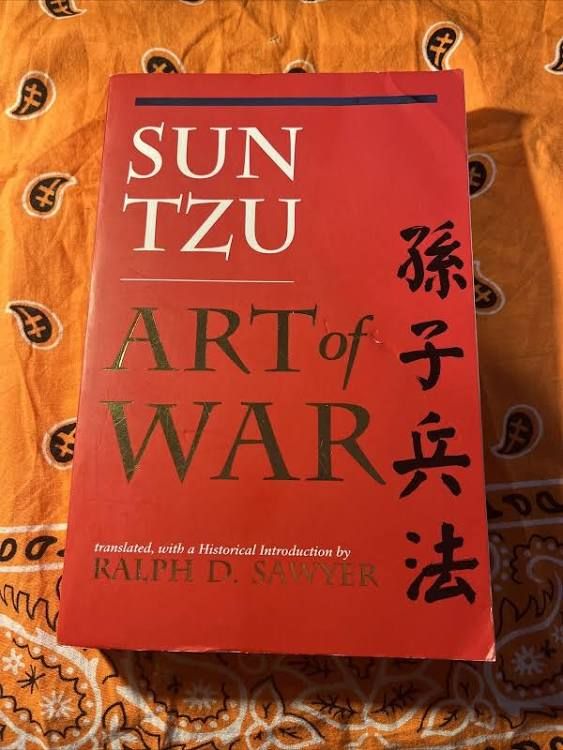 SUN
TZU
ART of
WAR
translated, with a Historical Introduction by
RALPH D. SAWYER
孫子兵法